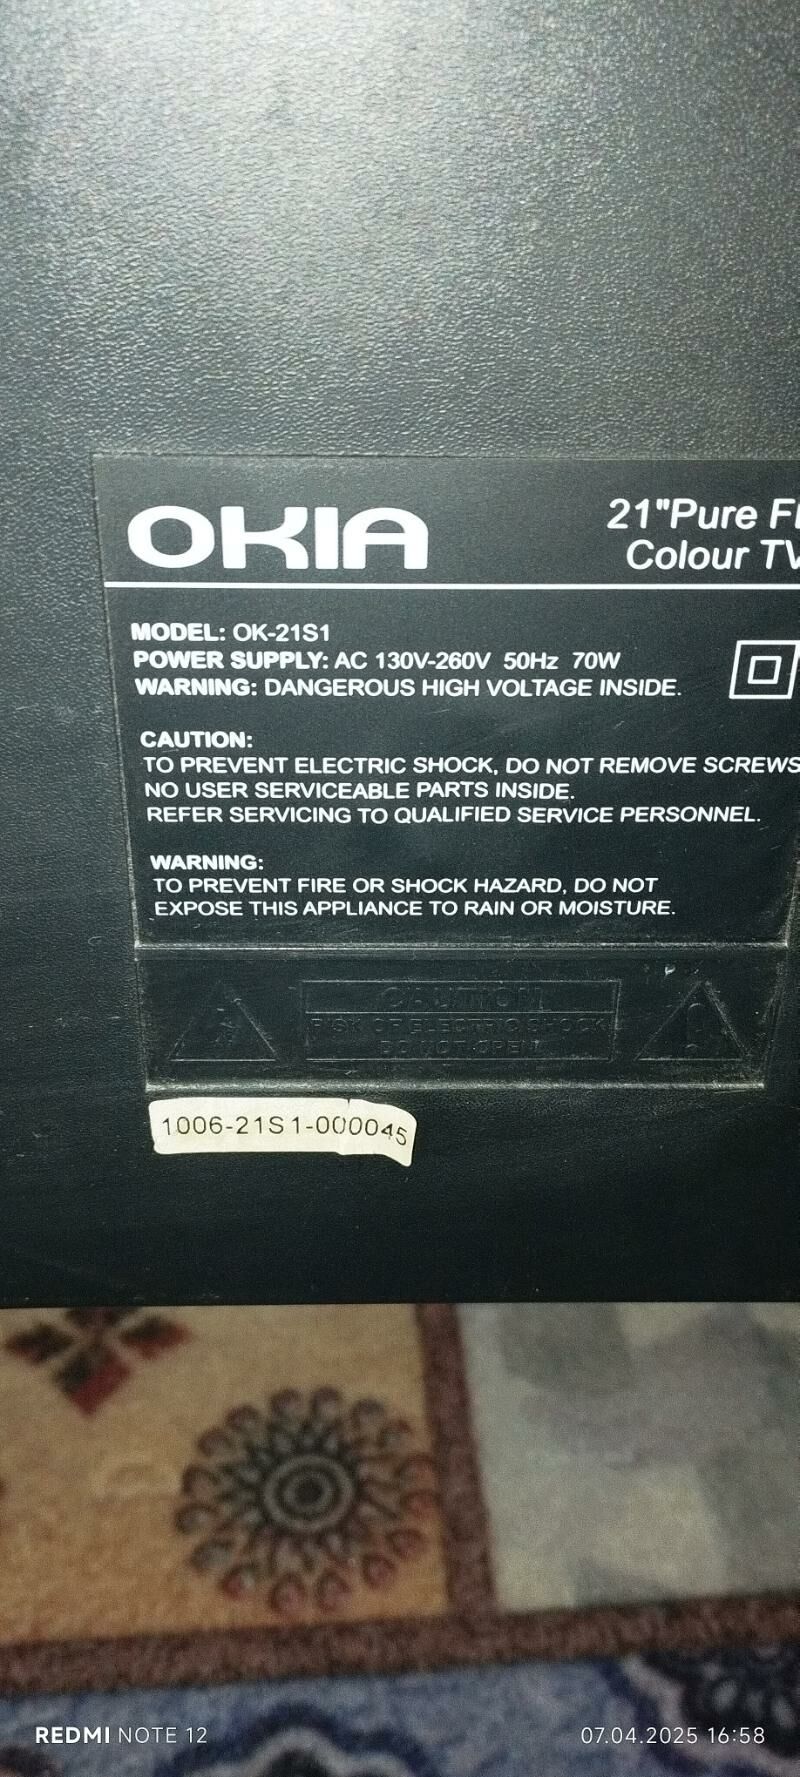 OKIA
21"Pure Fl
Colour TV
MODEL: OK-21S1
POWER SUPPLY: AC 130V-260V 50Hz 70W
WARNING: DANGEROUS HIGH VOLTAGE INSIDE.
CAUTION:
TO PREVENT ELECTRIC SHOCK, DO NOT REMOVE SCREWS
NO USER SERVICEABLE PARTS INSIDE.
REFER SERVICING TO QUALIFIED SERVICE PERSONNEL.
WARNING:
TO PREVENT FIRE OR SHOCK HAZARD, DO NOT
EXPOSE THIS APPLIANCE TO RAIN OR MOISTURE.
CAUTION
RISK OF ELECTRIC SHOCK
DO NOT OPEN
1006-21S1-000045
REDMI NOTE 12
07.04.2025 16:58